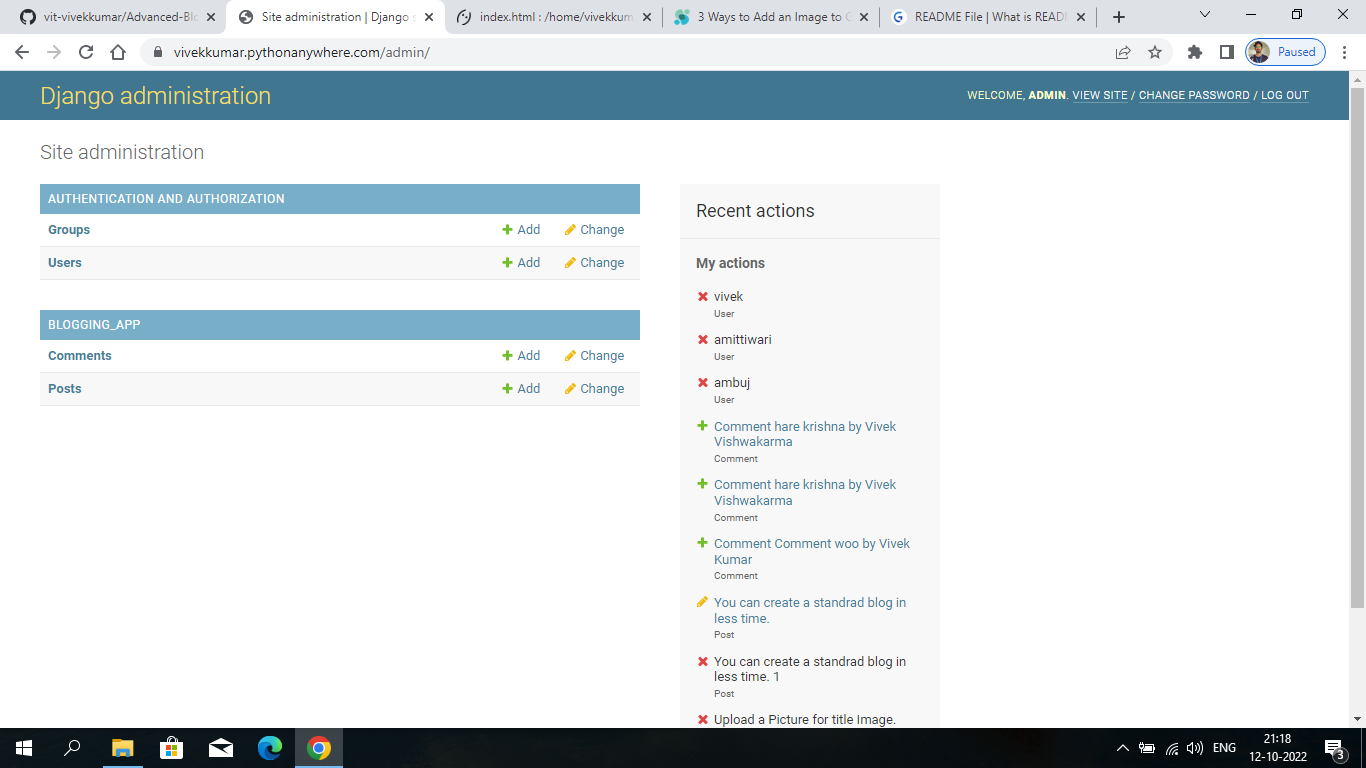 vit-vivekkumar/Advanced-Blo
Site administration | Django s
index.html : /home/vivekkum
3 Ways to Add an Image to G
README File | What is READ
vivekkumar.pythonanywhere.com/admin/
Paused
Django administration
WELCOME, ADMIN. VIEW SITE / CHANGE PASSWORD / LOG OUT
Site administration
AUTHENTICATION AND AUTHORIZATION
Groups Add Change
Users Add Change
BLOGGING_APP
Comments Add Change
Posts Add Change
Recent actions
My actions
vivek
User
amittiwari
User
ambuj
User
Comment hare krishna by Vivek
Vishwakarma
Comment
Comment hare krishna by Vivek
Vishwakarma
Comment
Comment Comment woo by Vivek
Kumar
Comment
You can create a standrad blog in
less time.
Post
You can create a standrad blog in
less time. 1
Post
Upload a Picture for title Image.
ENG
21:18
12-10-2022
3